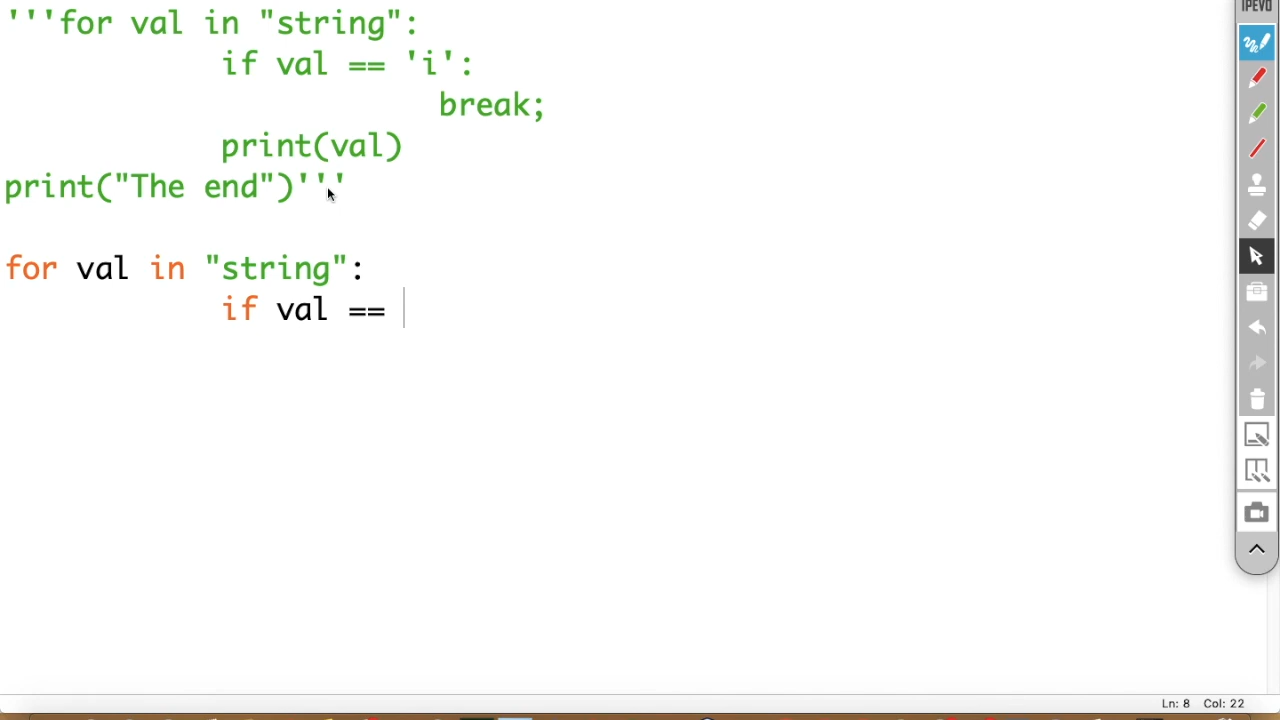 '''for val in "string":
            if val == 'i':
                        break;
            print(val)
print("The end")'''
for val in "string":
            if val ==
IPEVO
Ln: 8 Col: 22